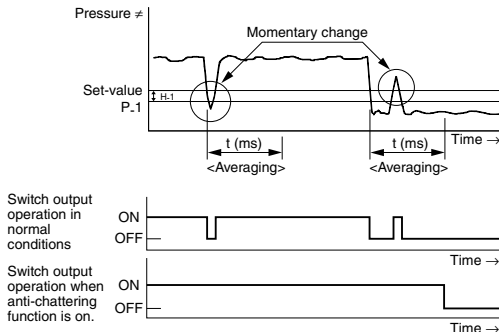 Pressure ≠
Momentary change
Set-value
P_1
H-1
t (ms)
<Averaging>
t (ms)
<Averaging>
Time →
Switch output
operation in
normal
conditions
ON
OFF
Time →
Switch output
operation when
anti-chattering
function is on.
ON
OFF
Time →